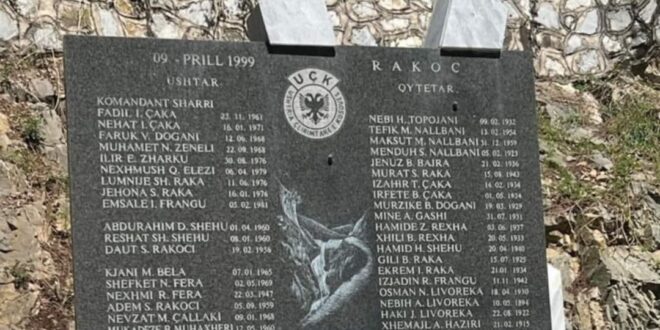 09 - PRILL 1999
USHTAR.
KOMANDANT SHARRI
FADIL I. ÇAKA 23. 11. 1961
NEHAT I. ÇAKA 16. 01. 1971
FARUK V. DOGANI 12. 06. 1968
MUHAMET N. ZENELI 22. 09. 1968
ILIR E. ZHARKU 30. 08. 1976
NEXHMUSH Q. ELEZI 06. 04. 1979
LUMNIJE SH. RAKA 11. 06. 1976
JEHONA S. RAKA 16. 01. 1976
EMSALE I. FRANGU 05. 02. 1981
ABDURAHIM D. SHEHU 01. 04. 1960
RESHAT SH. SHEHU 08. 01. 1960
DAUT S. RAKOCI 19. 02. 1936
KJANI M. BELA 07. 01. 1965
SHEFKET N. FERA 02. 05. 1969
NEXHMI R. FERA 22. 03. 1947
ADEM S. RAKOCI 05. 09. 1959
NEVZAT M. ÇALLAKI 09. 01. 1968
MUKADEZE R. MUHAXHERI
UÇK
RAKOC
QYTETAR.
NEBI H. TOPOJANI 09. 02. 1932
TEFIK M. NALLBANI 13. 02. 1954
MAKSUT M. NALLBANI 31. 12. 1959
MENDUH S. NALLBANI 05. 02. 1923
JENUZ B. BAJRA 21. 02. 1936
MURAT S. RAKA 15. 08. 1943
IZAHIR T. ÇAKA 16. 02. 1934
IRFETE B. ÇAKA 01. 05. 1934
MURZIKE B. DOGANI 19. 03. 1929
MINE A. GASHI 31. 07. 1931
HAMIDE Z. REXHA 03. 06. 1937
XHILI B. REXHA 20. 05. 1933
HAMID H. SHEHU 20. 04. 1940
GILI B. RAKA 15. 07. 1925
EKREM I. RAKA 21. 01. 1934
IZJADIN R. FRANGU 31. 11. 1942
OSMAN N. LIVOREKA 18. 04. 1930
NEBIH A. LIVOREKA 10. 05. 1894
HAKI J. LIVOREKA 22. 08. 1922
XHEMAJL A. HAZIRI 21. 01. 1915